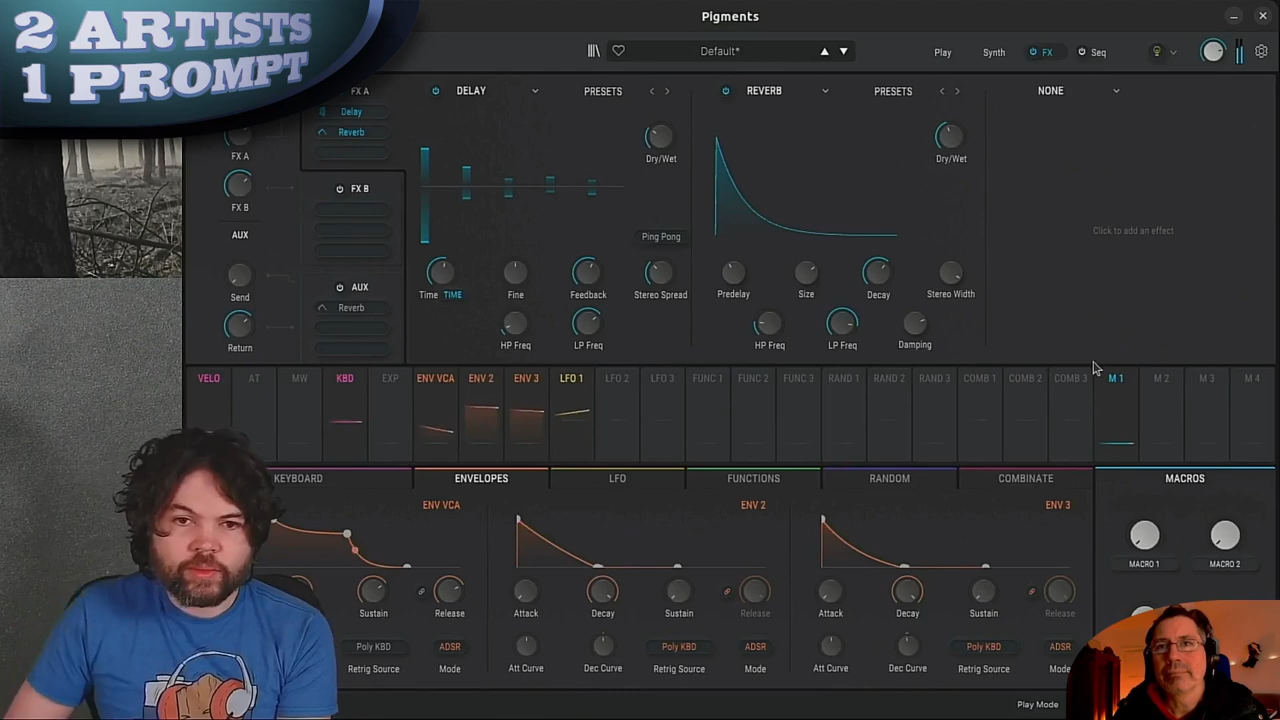 2 ARTISTS
1 PROMPT
Pigments
Default*
Play
Synth
FX
Seq
FX A
DELAY
PRESETS
REVERB
PRESETS
NONE
Delay
Reverb
FX A
Dry/Wet
Dry/Wet
FX B
FX B
AUX
Ping Pong
Click to add an effect
AUX
Send
Time TIME
Fine
Feedback
Stereo Spread
Predelay
Size
Decay
Stereo Width
Reverb
Return
HP Freq
LP Freq
HP Freq
LP Freq
Damping
VELO
AT
MW
KBD
EXP
ENV VCA
ENV 2
ENV 3
LFO 1
LFO 2
LFO 3
FUNC 1
FUNC 2
FUNC 3
RAND 1
RAND 2
RAND 3
COMB 1
COMB 2
COMB 3
M 1
M 2
M 3
M 4
KEYBOARD
ENVELOPES
LFO
FUNCTIONS
RANDOM
COMBINATE
MACROS
ENV VCA
ENV 2
ENV 3
MACRO 1
MACRO 2
Sustain
Release
Attack
Decay
Sustain
Release
Attack
Decay
Sustain
Release
Poly KBD
ADSR
Poly KBD
ADSR
Poly KBD
ADSR
Retrig Source
Mode
Att Curve
Dec Curve
Retrig Source
Mode
Att Curve
Dec Curve
Retrig Source
Mode
Play Mode